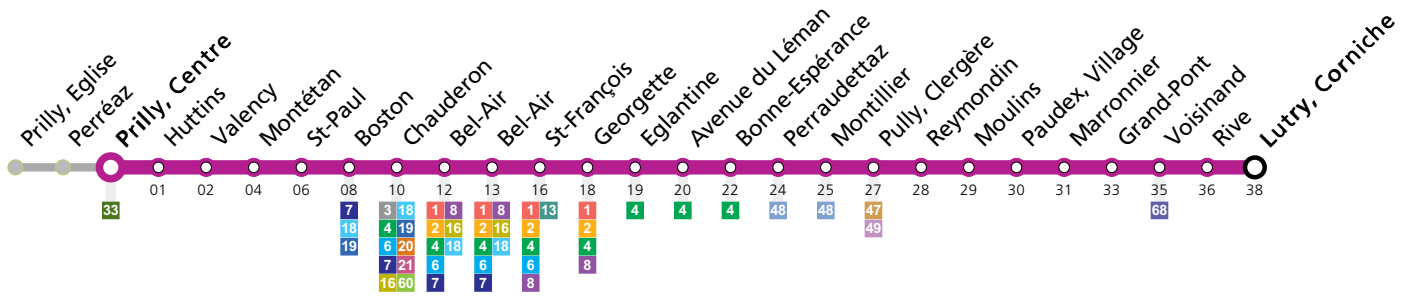 Prilly, Eglise
Perréaz
Prilly, Centre
Huttins
Valency
Montétan
St-Paul
Boston
Chauderon
Bel-Air
Bel-Air
St-François
Georgette
Eglantine
Avenue du Léman
Bonne-Espérance
Perraudettaz
Montillier
Pully, Clergère
Reymondin
Moulins
Paudex, Village
Marronnier
Grand-Pont
Voisinand
Rive
Lutry, Corniche
01 02 04 06 08 10 12 13 16 18 19 20 22 24 25 27 28 29 30 31 33 35 36 38
33 7 3 18 1 8 2 8 1 13 1 4 4 4 48 48 47 68
18 4 19 2 16 2 16 2 2 49
19 6 20 4 18 4 18 4 4
7 21 6 6 6 8
16 60 7 7 8